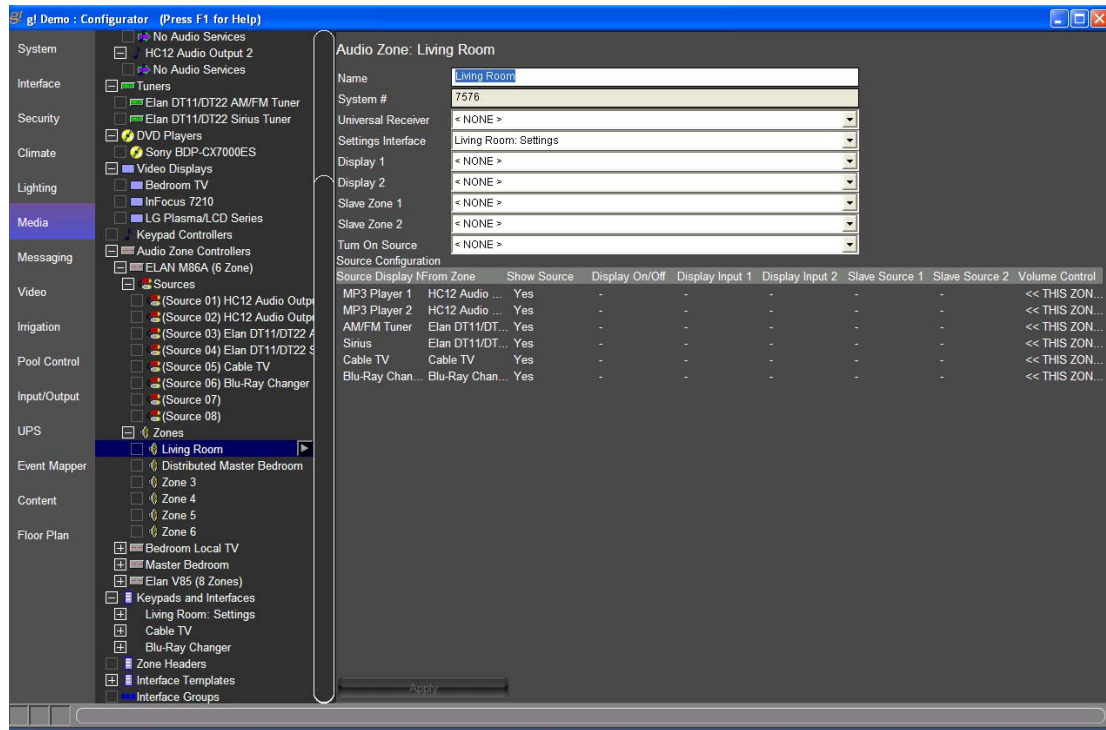 g! g! Demo : Configurator (Press F1 for Help)
System
Interface
Security
Climate
Lighting
Media
Messaging
Video
Irrigation
Pool Control
Input/Output
UPS
Event Mapper
Content
Floor Plan
No Audio Services
HC12 Audio Output 2
No Audio Services
Tuners
Elan DT11/DT22 AM/FM Tuner
Elan DT11/DT22 Sirius Tuner
DVD Players
Sony BDP-CX7000ES
Video Displays
Bedroom TV
InFocus 7210
LG Plasma/LCD Series
Keypad Controllers
Audio Zone Controllers
ELAN M86A (6 Zone)
Sources
(Source 01) HC12 Audio Outp
(Source 02) HC12 Audio Outp
(Source 03) Elan DT11/DT22 A
(Source 04) Elan DT11/DT22 S
(Source 05) Cable TV
(Source 06) Blu-Ray Changer
(Source 07)
(Source 08)
Zones
Living Room
Distributed Master Bedroom
Zone 3
Zone 4
Zone 5
Zone 6
Bedroom Local TV
Master Bedroom
Elan V85 (8 Zones)
Keypads and Interfaces
Living Room: Settings
Cable TV
Blu-Ray Changer
Zone Headers
Interface Templates
Interface Groups
Audio Zone: Living Room
Name Living Room
System # 7576
Universal Receiver < NONE >
Settings Interface Living Room: Settings
Display 1 < NONE >
Display 2 < NONE >
Slave Zone 1 < NONE >
Slave Zone 2 < NONE >
Turn On Source < NONE >
Source Configuration
Source Display N From Zone Show Source Display On/Off Display Input 1 Display Input 2 Slave Source 1 Slave Source 2 Volume Control
MP3 Player 1 HC12 Audio ... Yes - - - - - << THIS ZON...
MP3 Player 2 HC12 Audio ... Yes - - - - - << THIS ZON...
AM/FM Tuner Elan DT11/DT... Yes - - - - - << THIS ZON...
Sirius Elan DT11/DT... Yes - - - - - << THIS ZON...
Cable TV Cable TV Yes - - - - - << THIS ZON...
Blu-Ray Chan... Blu-Ray Chan... Yes - - - - - << THIS ZON...
Apply